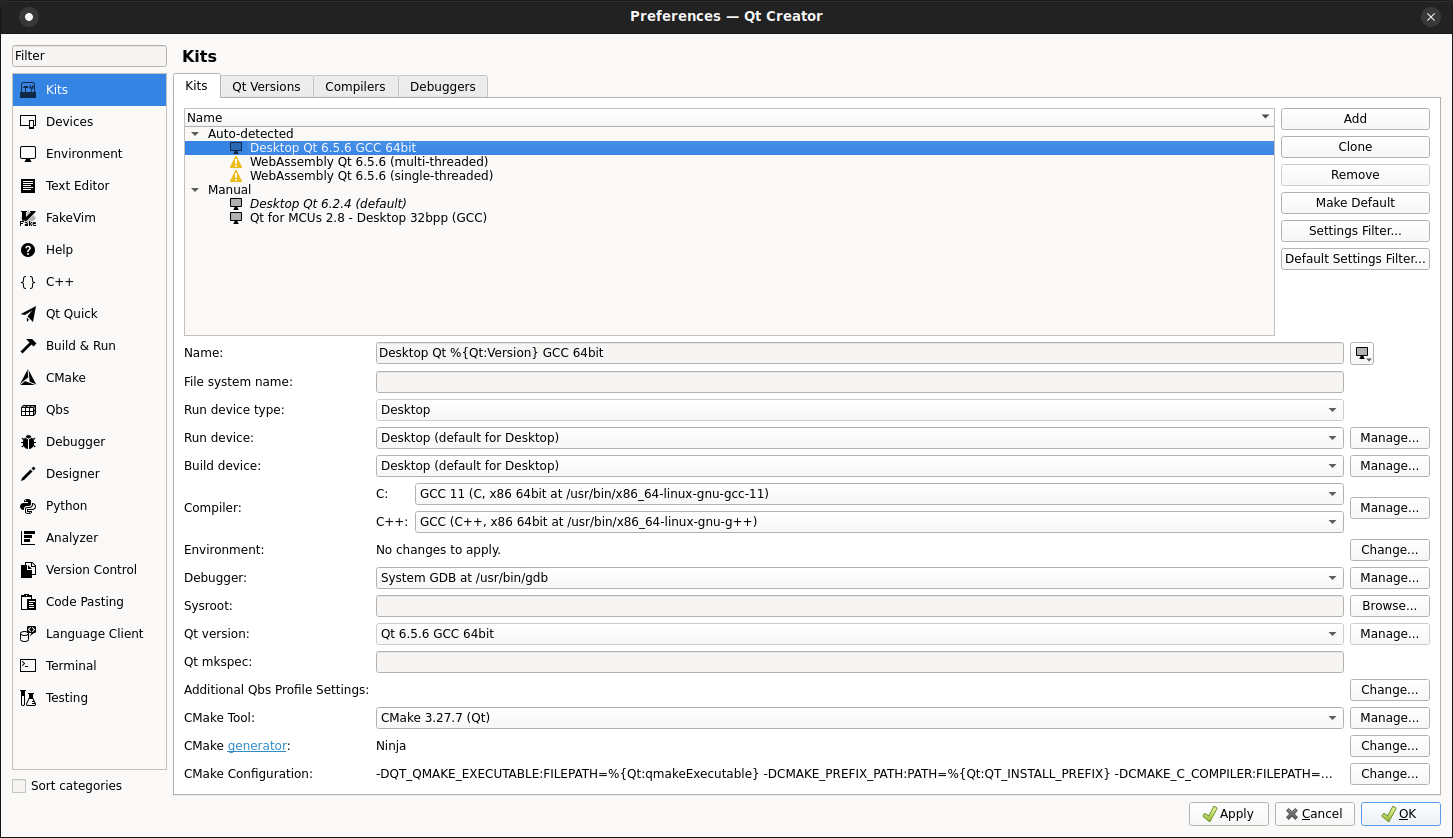 Preferences — Qt Creator
Filter
Kits
Devices
Environment
Text Editor
FakeVim
Help
C++
Qt Quick
Build & Run
CMake
Qbs
Debugger
Designer
Python
Analyzer
Version Control
Code Pasting
Language Client
Terminal
Testing
Sort categories
Kits
Kits Qt Versions Compilers Debuggers
Name
Auto-detected
Desktop Qt 6.5.6 GCC 64bit
WebAssembly Qt 6.5.6 (multi-threaded)
WebAssembly Qt 6.5.6 (single-threaded)
Manual
Desktop Qt 6.2.4 (default)
Qt for MCUs 2.8 - Desktop 32bpp (GCC)
Add
Clone
Remove
Make Default
Settings Filter...
Default Settings Filter...
Name: Desktop Qt %{Qt:Version} GCC 64bit
File system name:
Run device type: Desktop
Run device: Desktop (default for Desktop) Manage...
Build device: Desktop (default for Desktop) Manage...
Compiler: C: GCC 11 (C, x86 64bit at /usr/bin/x86_64-linux-gnu-gcc-11) Manage...
C++: GCC (C++, x86 64bit at /usr/bin/x86_64-linux-gnu-g++)
Environment: No changes to apply. Change...
Debugger: System GDB at /usr/bin/gdb Manage...
Sysroot: Browse...
Qt version: Qt 6.5.6 GCC 64bit Manage...
Qt mkspec:
Additional Qbs Profile Settings: Change...
CMake Tool: CMake 3.27.7 (Qt) Manage...
CMake generator: Ninja Change...
CMake Configuration: -DQT_QMAKE_EXECUTABLE:FILEPATH=%{Qt:qmakeExecutable} -DCMAKE_PREFIX_PATH:PATH=%{Qt:QT_INSTALL_PREFIX} -DCMAKE_C_COMPILER:FILEPATH=... Change...
Apply Cancel OK